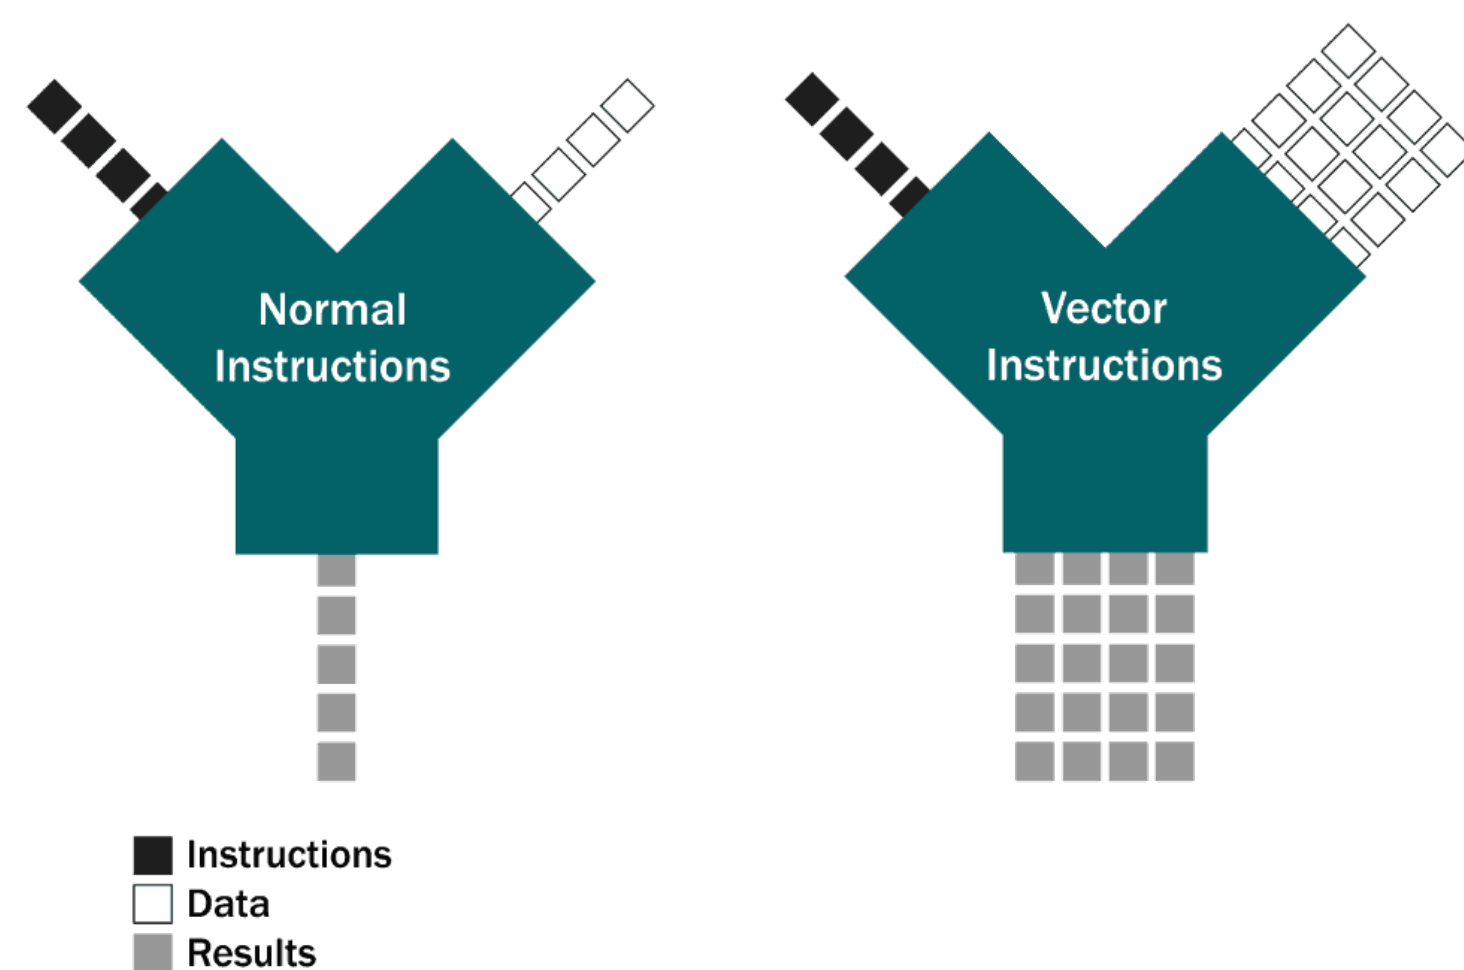 Normal
Instructions
Vector
Instructions
Instructions
Data
Results